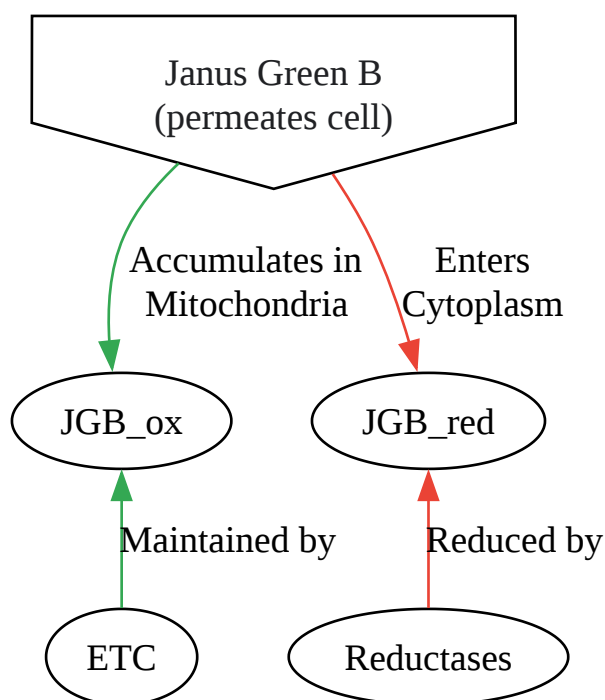 Janus Green B
(permeates cell)
Accumulates in
Mitochondria
Enters
Cytoplasm
JGB_ox
JGB_red
Maintained by
Reduced by
ETC
Reductases